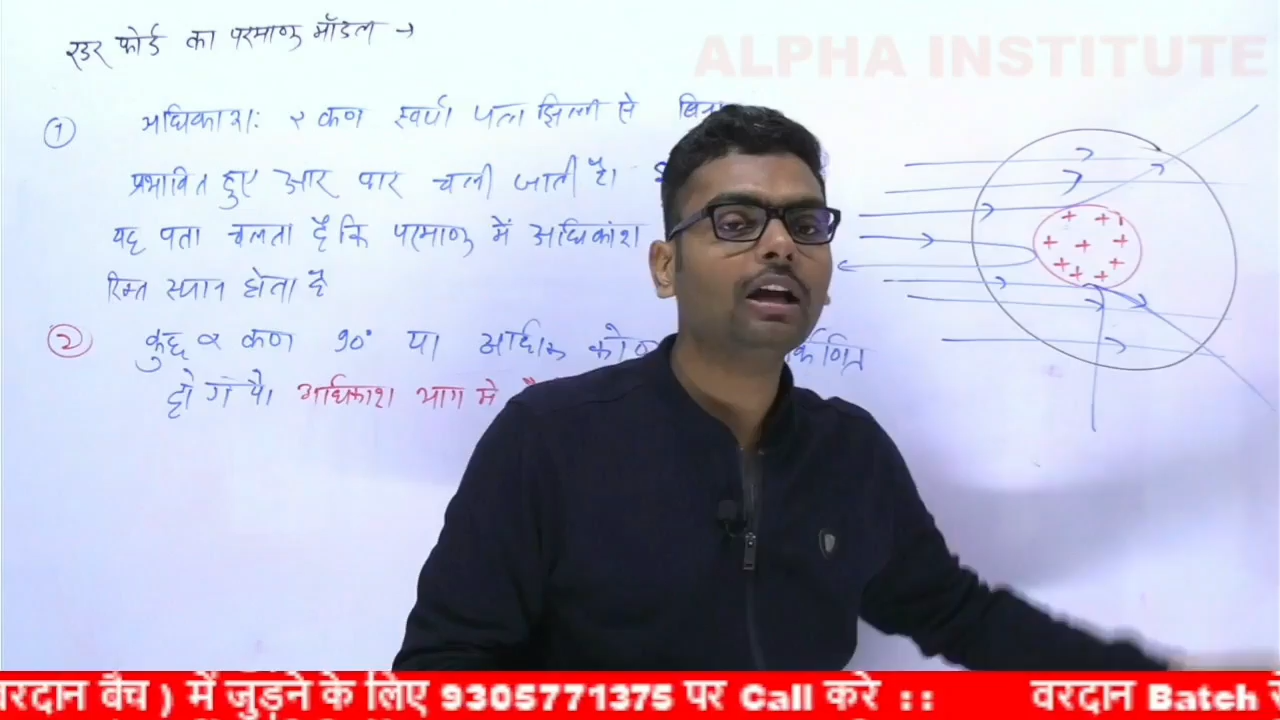 रडर फोर्ड का परमाणु मॉडल →
ALPHA INSTITUTE
① अधिकाश: α कण स्वर्ण पत्र झिल्ली से बिना
प्रभावित हुए आर पार चली जाती है।
यह पता चलता है कि परमाणु में अधिकांश
रिक्त स्थान होता है
② कुछ α कण 90° या अधिक को
हो गये। अधिकाश भाग मे
वरदान बैच ) में जुड़ने के लिए 9305771375 पर Call करे : : वरदान Batch